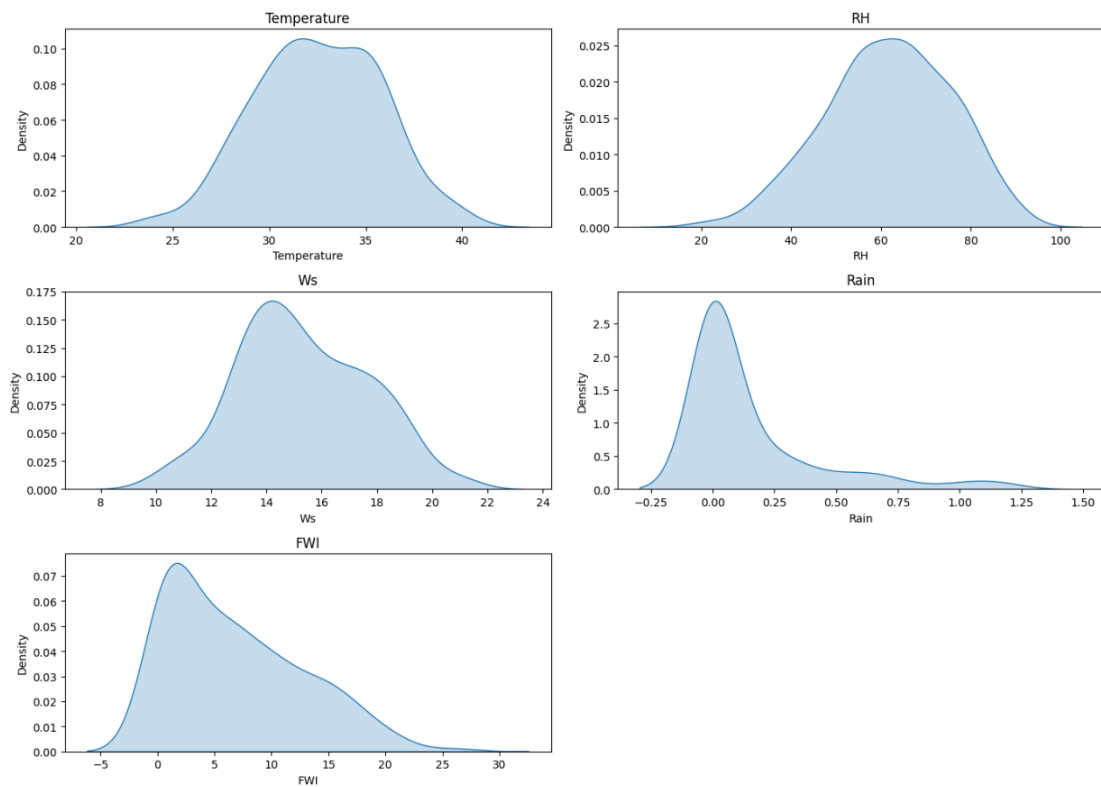 Temperature
Density
0.10
0.08
0.06
0.04
0.02
0.00
20 25 30 35 40
Temperature
RH
Density
0.025
0.020
0.015
0.010
0.005
0.000
20 40 60 80 100
RH
Ws
Density
0.175
0.150
0.125
0.100
0.075
0.050
0.025
0.000
8 10 12 14 16 18 20 22 24
Ws
Rain
Density
2.5
2.0
1.5
1.0
0.5
0.0
−0.25 0.00 0.25 0.50 0.75 1.00 1.25 1.50
Rain
FWI
Density
0.07
0.06
0.05
0.04
0.03
0.02
0.01
0.00
−5 0 5 10 15 20 25 30
FWI